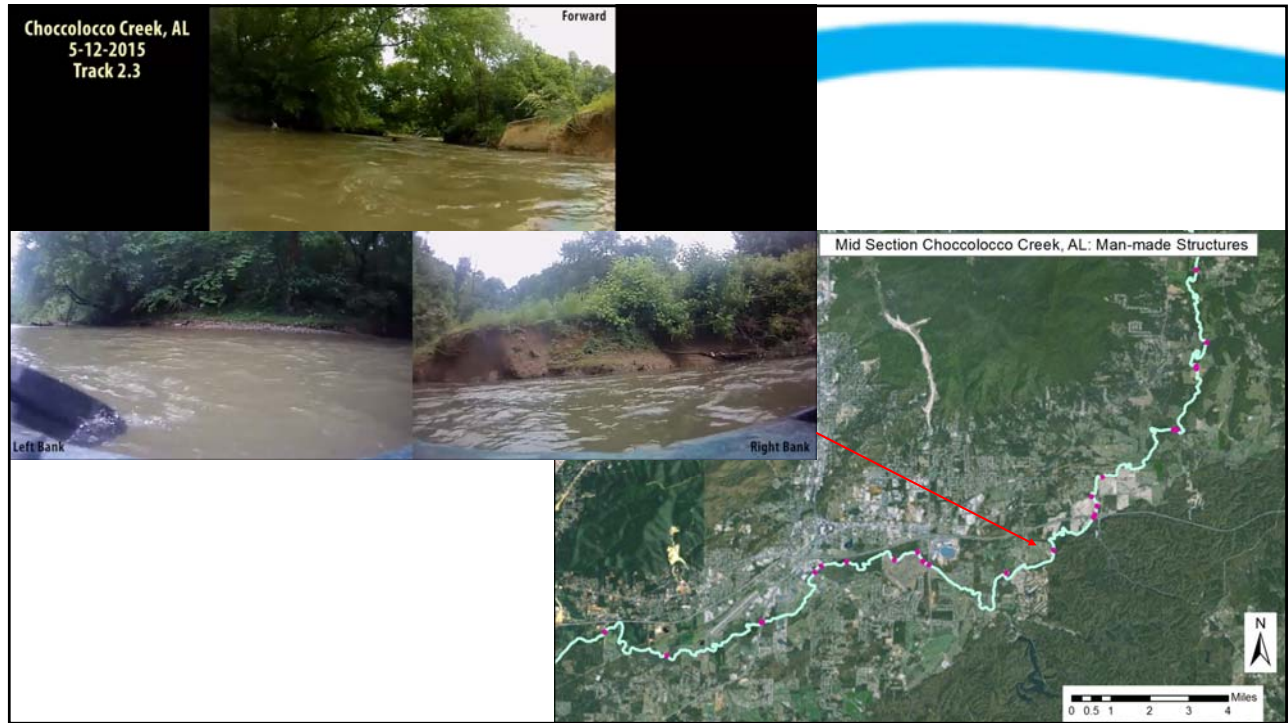 Choccolocco Creek, AL
5-12-2015
Track 2.3
Forward
Left Bank
Right Bank
Mid Section Choccolocco Creek, AL: Man-made Structures
N
Miles
0 0.5 1 2 3 4